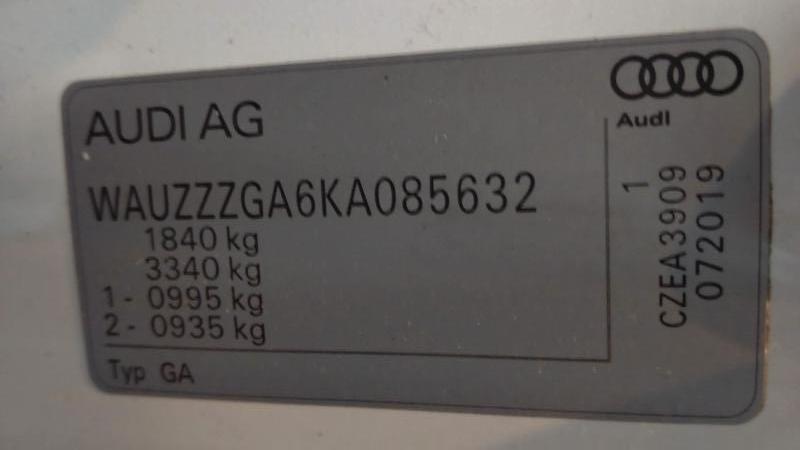 AUDI AG
Audi
WAUZZZGA6KA085632
1840 kg
3340 kg
1- 0995 kg
2- 0935 kg
Typ GA
1
CZEA3909
072019